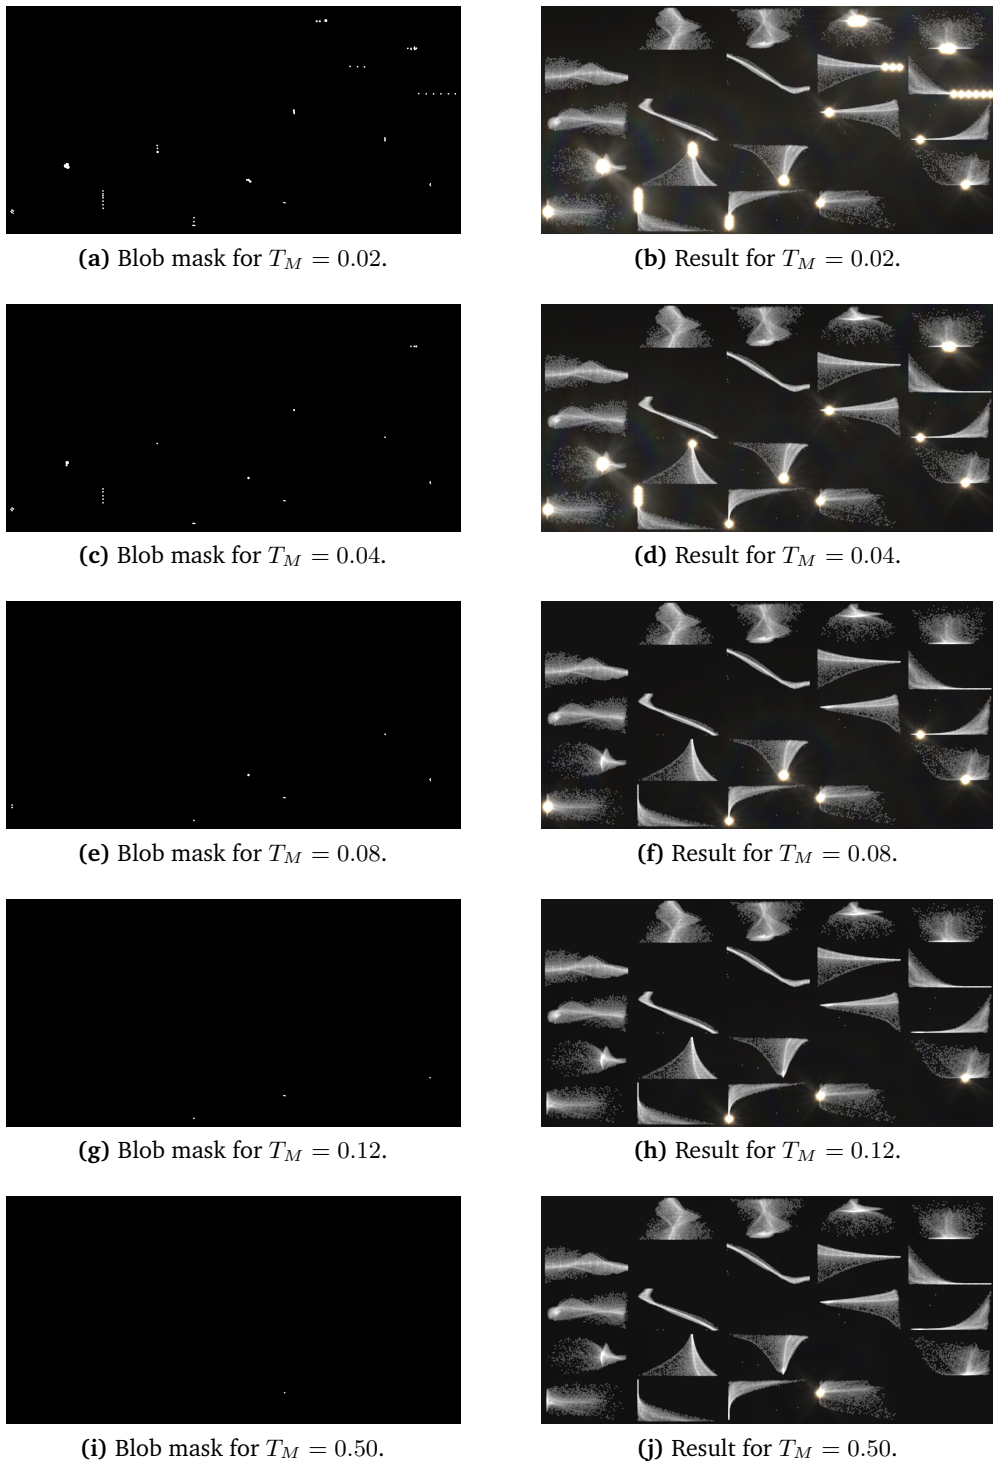 (a) Blob mask for T_M = 0.02.
(b) Result for T_M = 0.02.
(c) Blob mask for T_M = 0.04.
(d) Result for T_M = 0.04.
(e) Blob mask for T_M = 0.08.
(f) Result for T_M = 0.08.
(g) Blob mask for T_M = 0.12.
(h) Result for T_M = 0.12.
(i) Blob mask for T_M = 0.50.
(j) Result for T_M = 0.50.